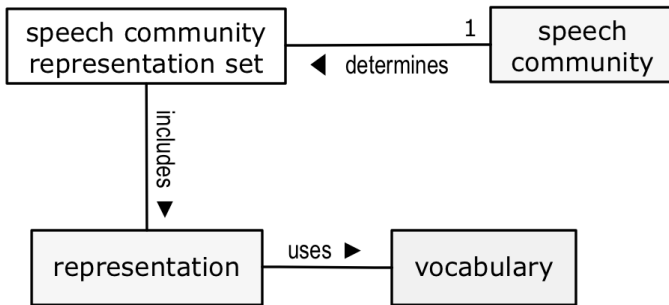 speech community
representation set
1
◀ determines
speech
community
includes ▶
representation
uses ▶
vocabulary